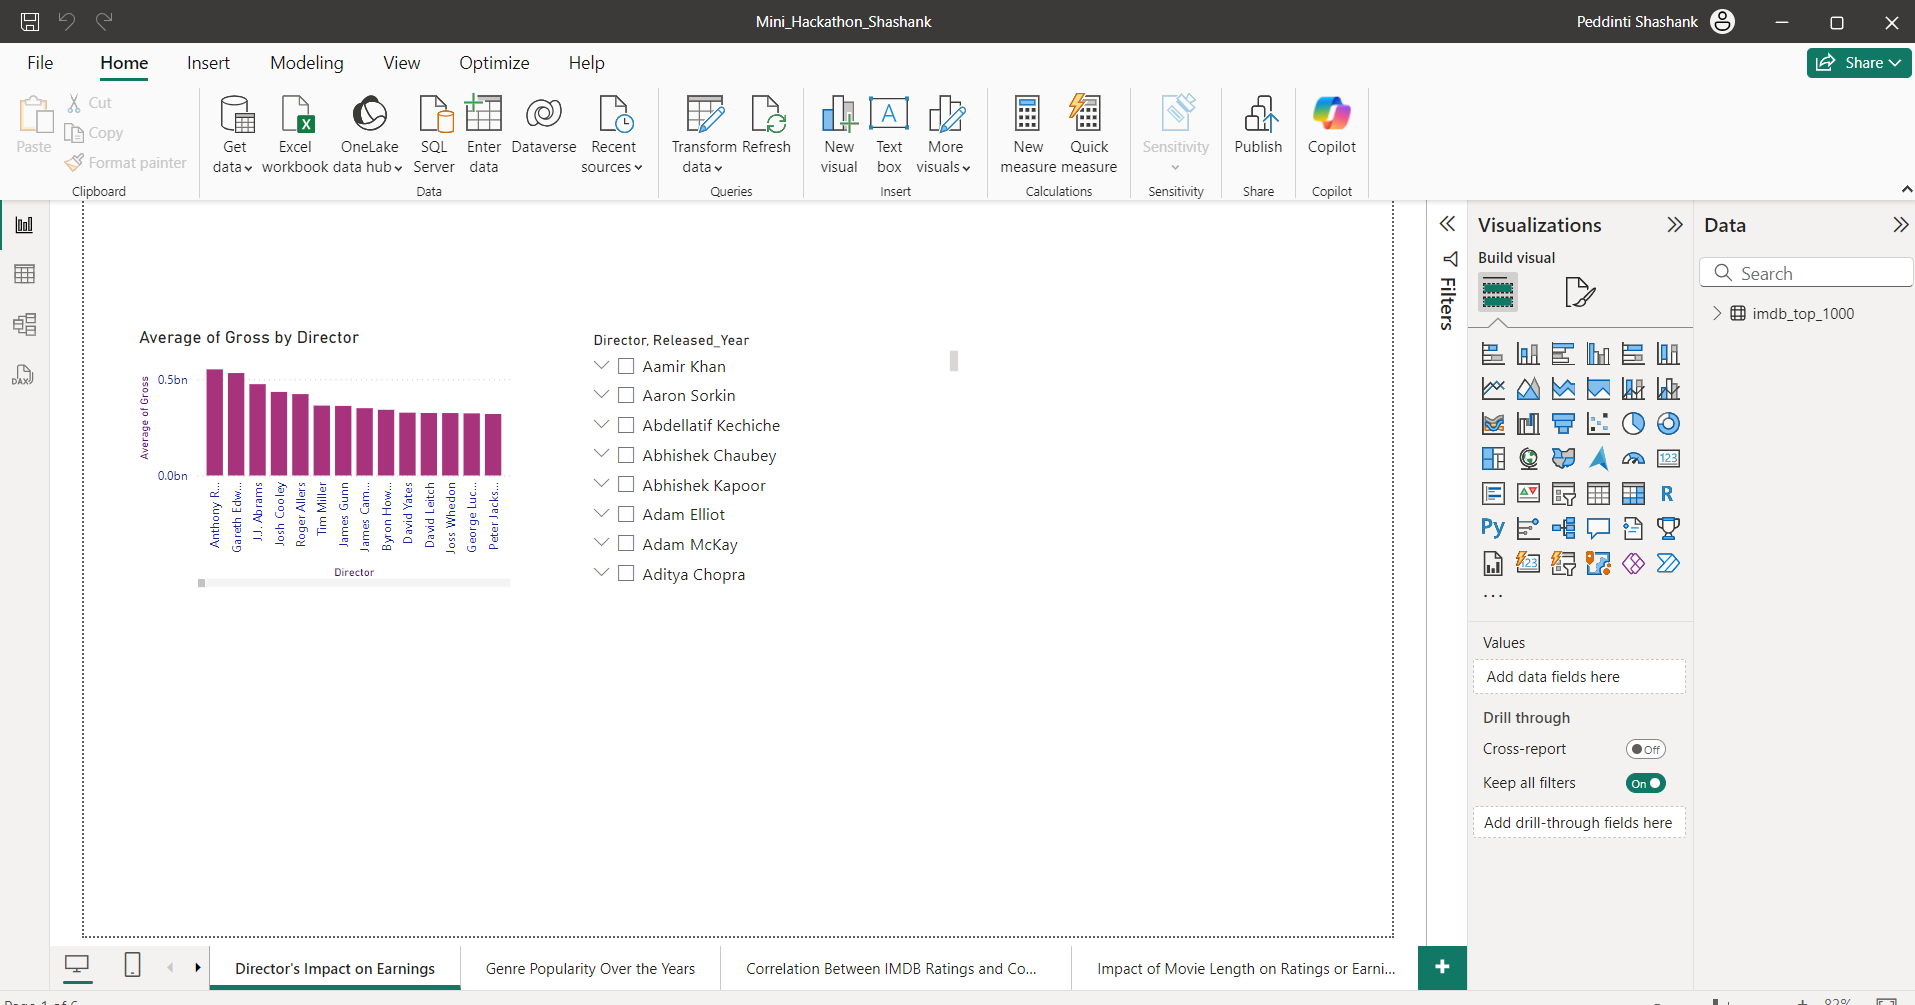 Mini_Hackathon_Shashank
Peddinti Shashank
File Home Insert Modeling View Optimize Help
Share
Paste
Cut
Copy
Format painter
Clipboard
Get data
Excel workbook
OneLake data hub
SQL Server
Enter data
Dataverse
Recent sources
Data
Transform data
Refresh
Queries
New visual
Text box
More visuals
Insert
New measure
Quick measure
Calculations
Sensitivity
Sensitivity
Publish
Share
Copilot
Copilot
DAX
Average of Gross by Director
Average of Gross
0.5bn
0.0bn
Anthony R...
Gareth Edw...
J.J. Abrams
Josh Cooley
Roger Allers
Tim Miller
James Gunn
James Cam...
Byron How...
David Yates
David Leitch
Joss Whedon
George Luc...
Peter Jacks...
Director
Director, Released_Year
Aamir Khan
Aaron Sorkin
Abdellatif Kechiche
Abhishek Chaubey
Abhishek Kapoor
Adam Elliot
Adam McKay
Aditya Chopra
Filters
Visualizations
Build visual
123
R
Py
123
...
Values
Add data fields here
Drill through
Cross-report
Off
Keep all filters
On
Add drill-through fields here
Data
Search
imdb_top_1000
Director's Impact on Earnings
Genre Popularity Over the Years
Correlation Between IMDB Ratings and Co...
Impact of Movie Length on Ratings or Earni...
Page 1 of 6
82%